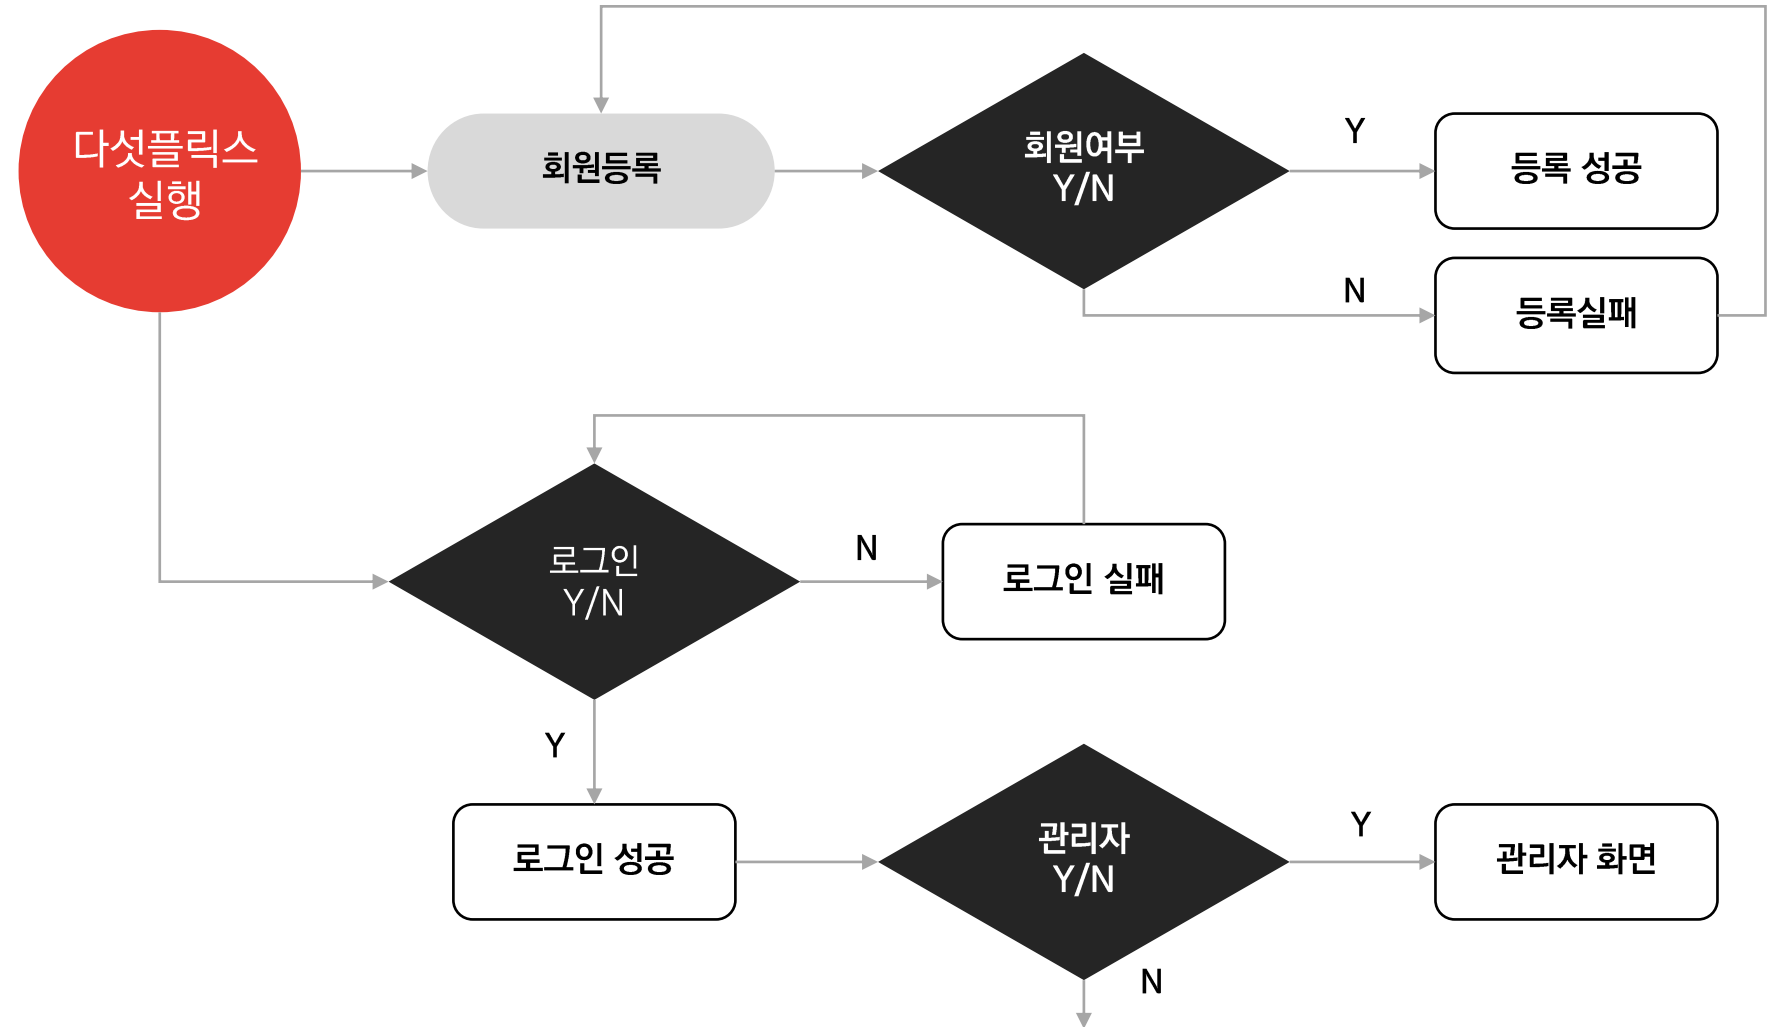 다섯플릭스
실행
회원등록
회원여부
Y/N
Y
등록 성공
N
등록실패
로그인
Y/N
N
로그인 실패
Y
로그인 성공
관리자
Y/N
Y
관리자 화면
N